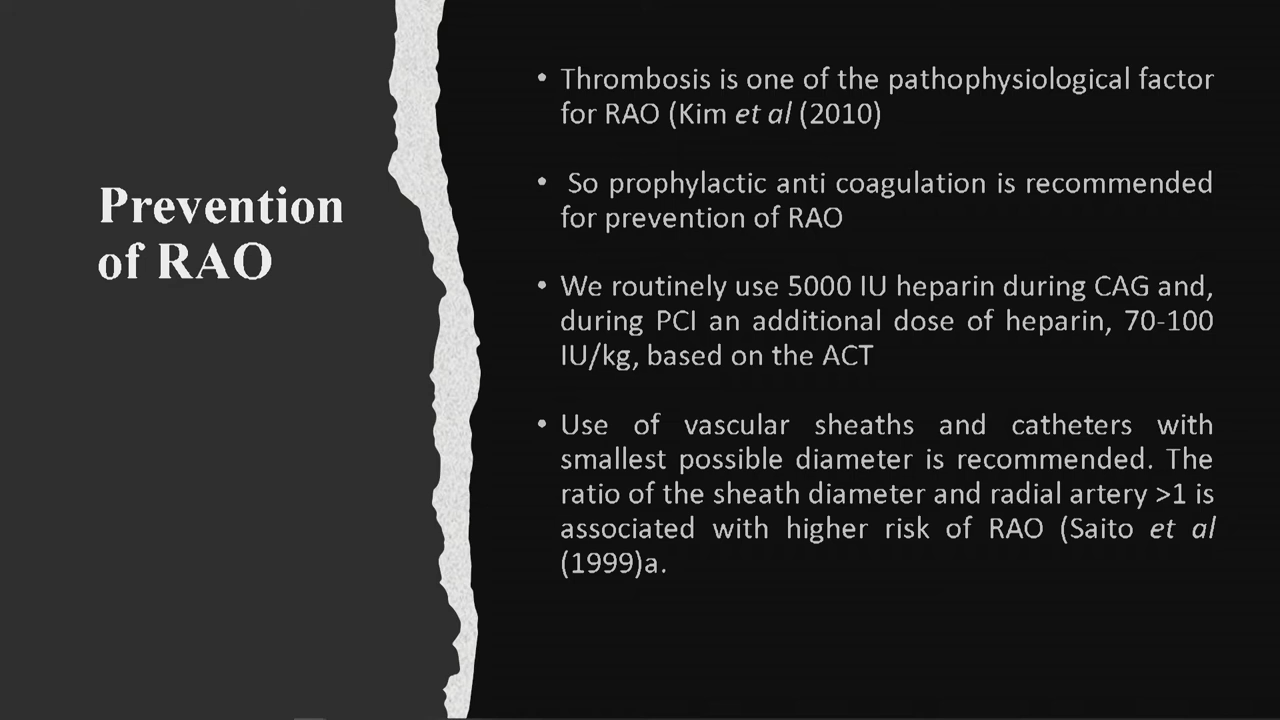 Prevention
of RAO
• Thrombosis is one of the pathophysiological factor
for RAO (Kim et al (2010)
• So prophylactic anti coagulation is recommended
for prevention of RAO
• We routinely use 5000 IU heparin during CAG and,
during PCI an additional dose of heparin, 70-100
IU/kg, based on the ACT
• Use of vascular sheaths and catheters with
smallest possible diameter is recommended. The
ratio of the sheath diameter and radial artery >1 is
associated with higher risk of RAO (Saito et al
(1999)a.